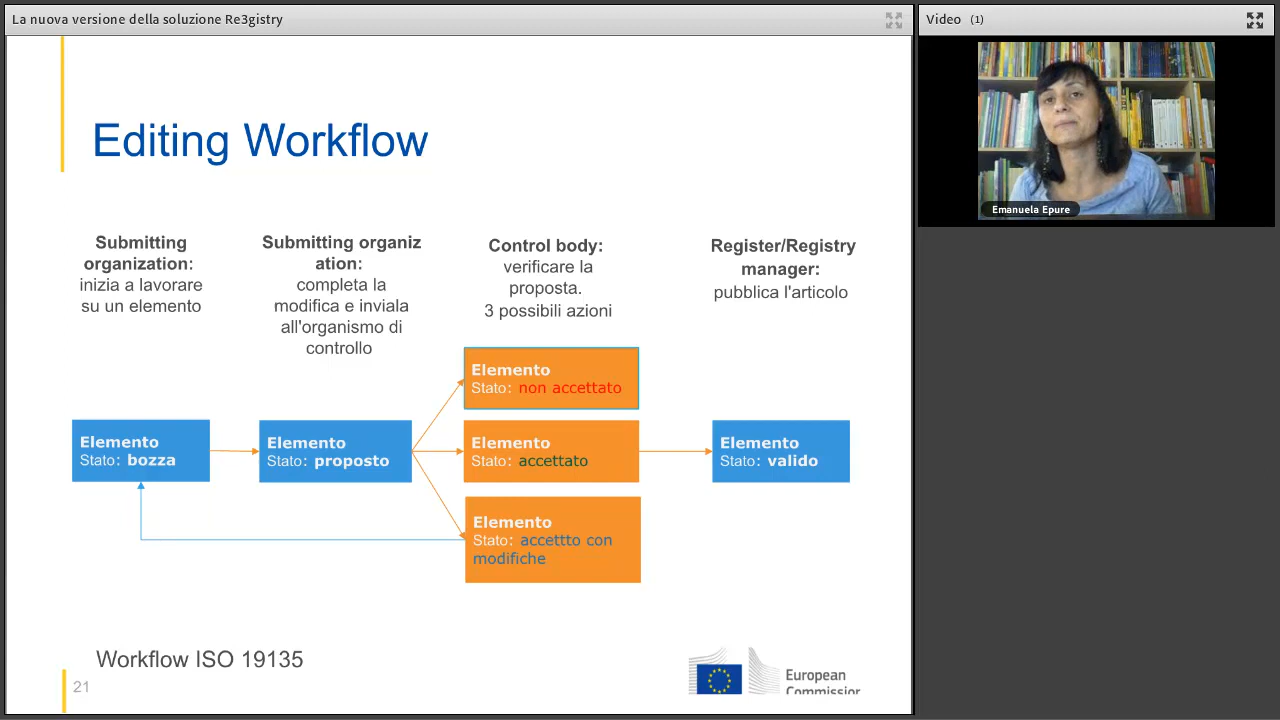 La nuova versione della soluzione Re3gistry
Video (1)
Emanuela Epure
Editing Workflow
Submitting
organization:
inizia a lavorare
su un elemento
Submitting organiz
ation:
completa la
modifica e inviala
all'organismo di
controllo
Control body:
verificare la
proposta.
3 possibili azioni
Register/Registry
manager:
pubblica l'articolo
Elemento
Stato: bozza
Elemento
Stato: proposto
Elemento
Stato: non accettato
Elemento
Stato: accettato
Elemento
Stato: accettto con
modifiche
Elemento
Stato: valido
Workflow ISO 19135
21
European
Commission